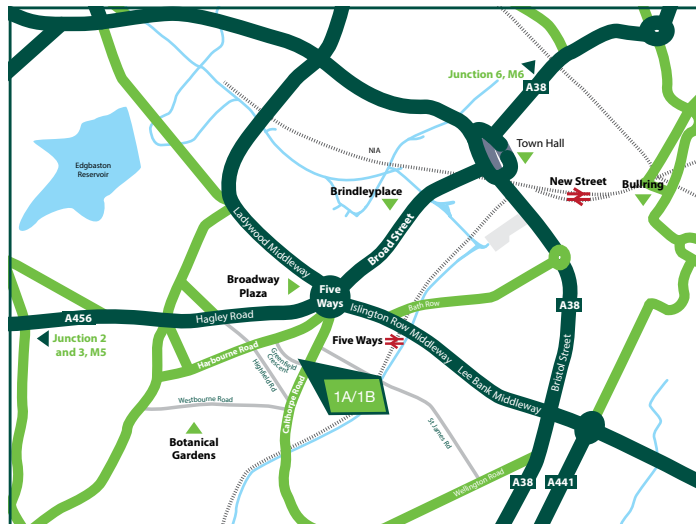 Junction 6, M6
A38
NIA
Town Hall
Edgbaston
Reservoir
New Street
Bullring
Brindleyplace
Ladywood Middleway
Broad Street
Broadway
Plaza
Five
Ways
Bath Row
A456
Hagley Road
Islington Row Middleway
A38
Junction 2
and 3, M5
Harbourne Road
Greenfield
Crescent
Highfield Rd
Five Ways
Bristol Street
Lee Bank Middleway
Calthorpe Road
1A/1B
Westbourne Road
St James Rd
Botanical
Gardens
Wellington Road
A38
A441